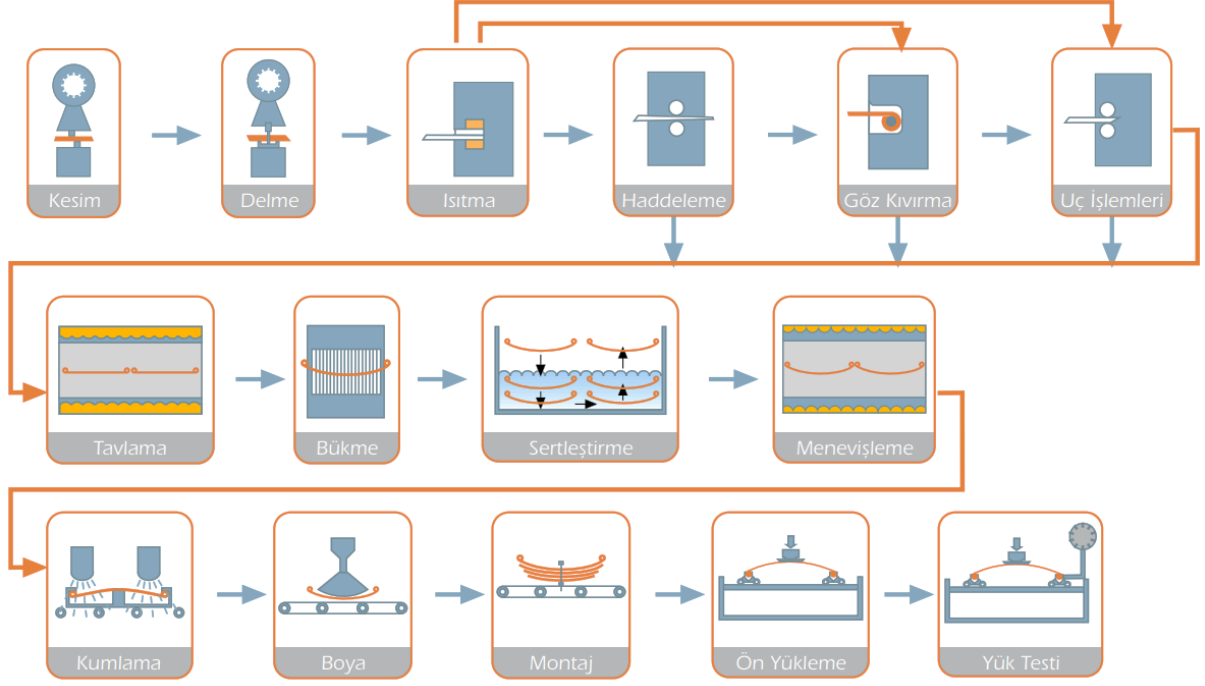 Kesim
Delme
Isıtma
Haddeleme
Göz Kıvırma
Uç İşlemleri
Tavlama
Bükme
Sertleştirme
Menevişleme
Kumlama
Boya
Montaj
Ön Yükleme
Yük Testi